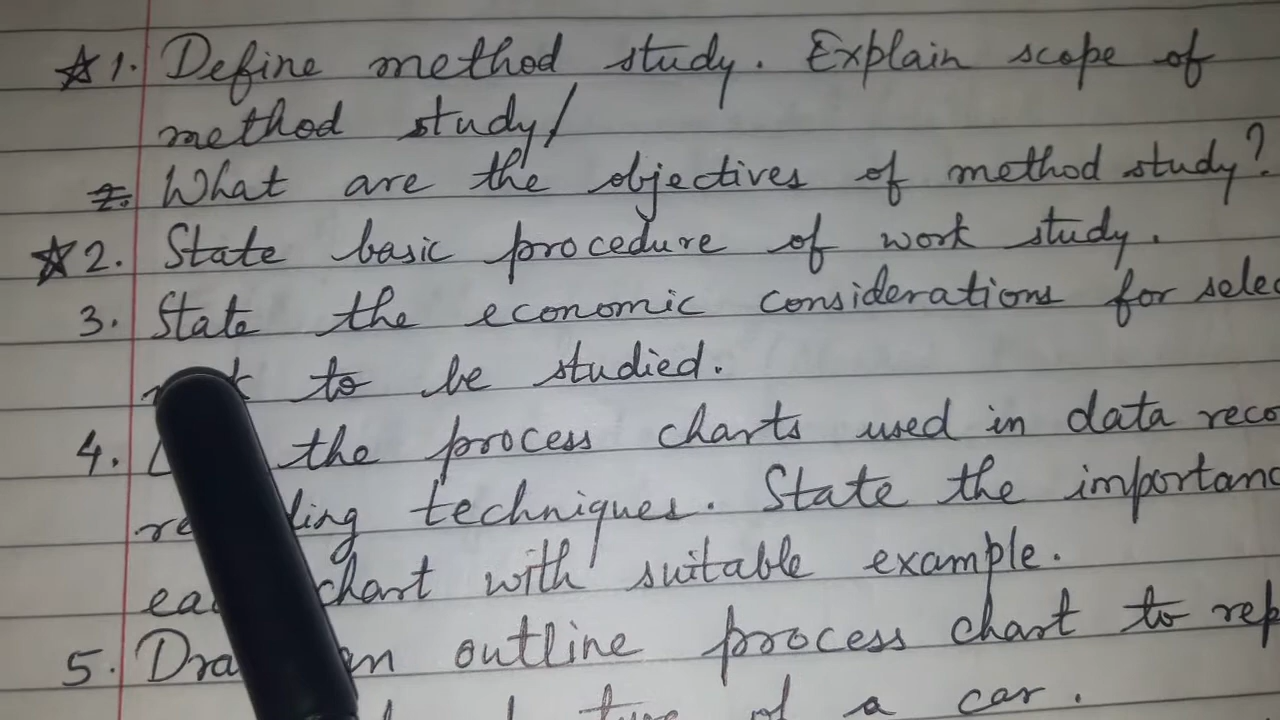 ☆ 1. Define method study. Explain scope of
method study/
2. What are the objectives of method study?
☆ 2. State basic procedure of work study.
3. State the economic considerations for selec
to be studied.
4. the process charts used in data reco
techniques. State the importanc
chart with suitable example.
5. outline process chart to rep
of a car.